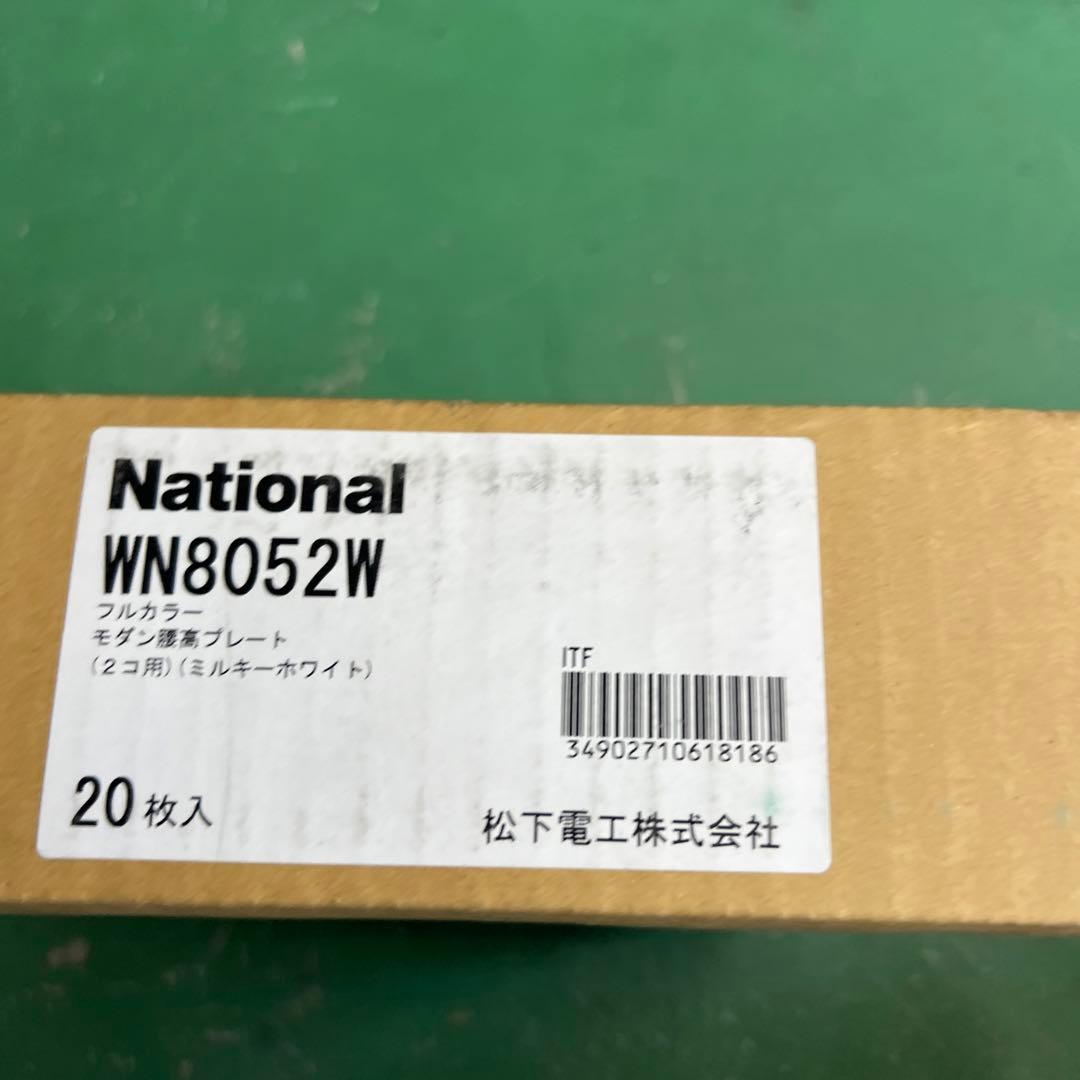 National
WN8052W
フルカラー
モダン腰高プレート
(2コ用)(ミルキーホワイト)
ITF
34902710618186
20枚入
松下電工株式会社